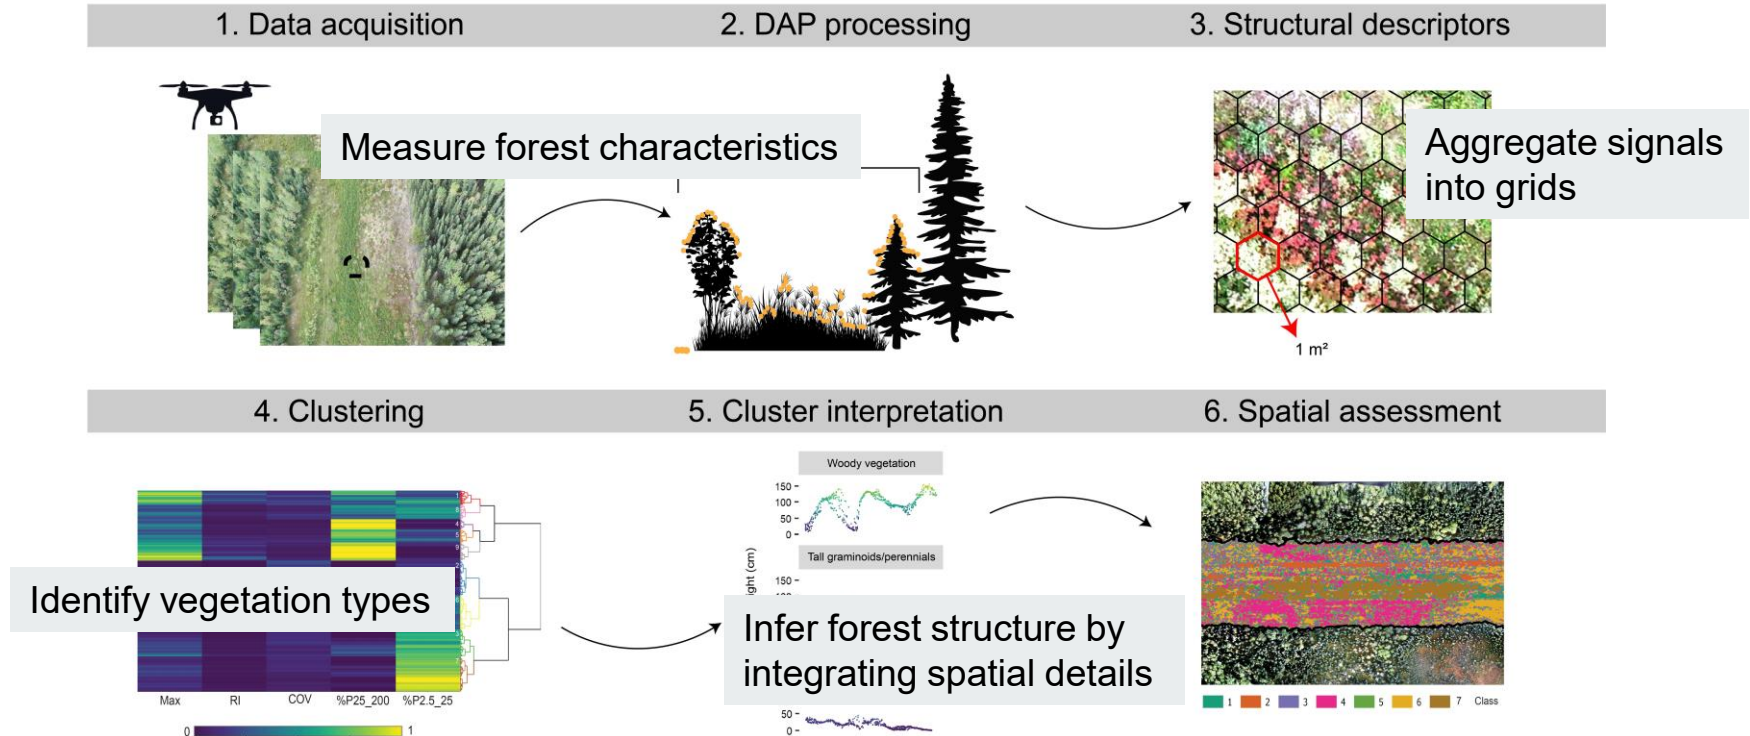 1. Data acquisition
2. DAP processing
3. Structural descriptors
Measure forest characteristics
Aggregate signals
into grids
1 m²
4. Clustering
5. Cluster interpretation
6. Spatial assessment
Woody vegetation
150
100
50
0
Tall graminoids/perennials
150
Identify vegetation types
Infer forest structure by
integrating spatial details
Max RI COV %P25_200 %P2.5_25
0 1
50
0
1 2 3 4 5 6 7 Class